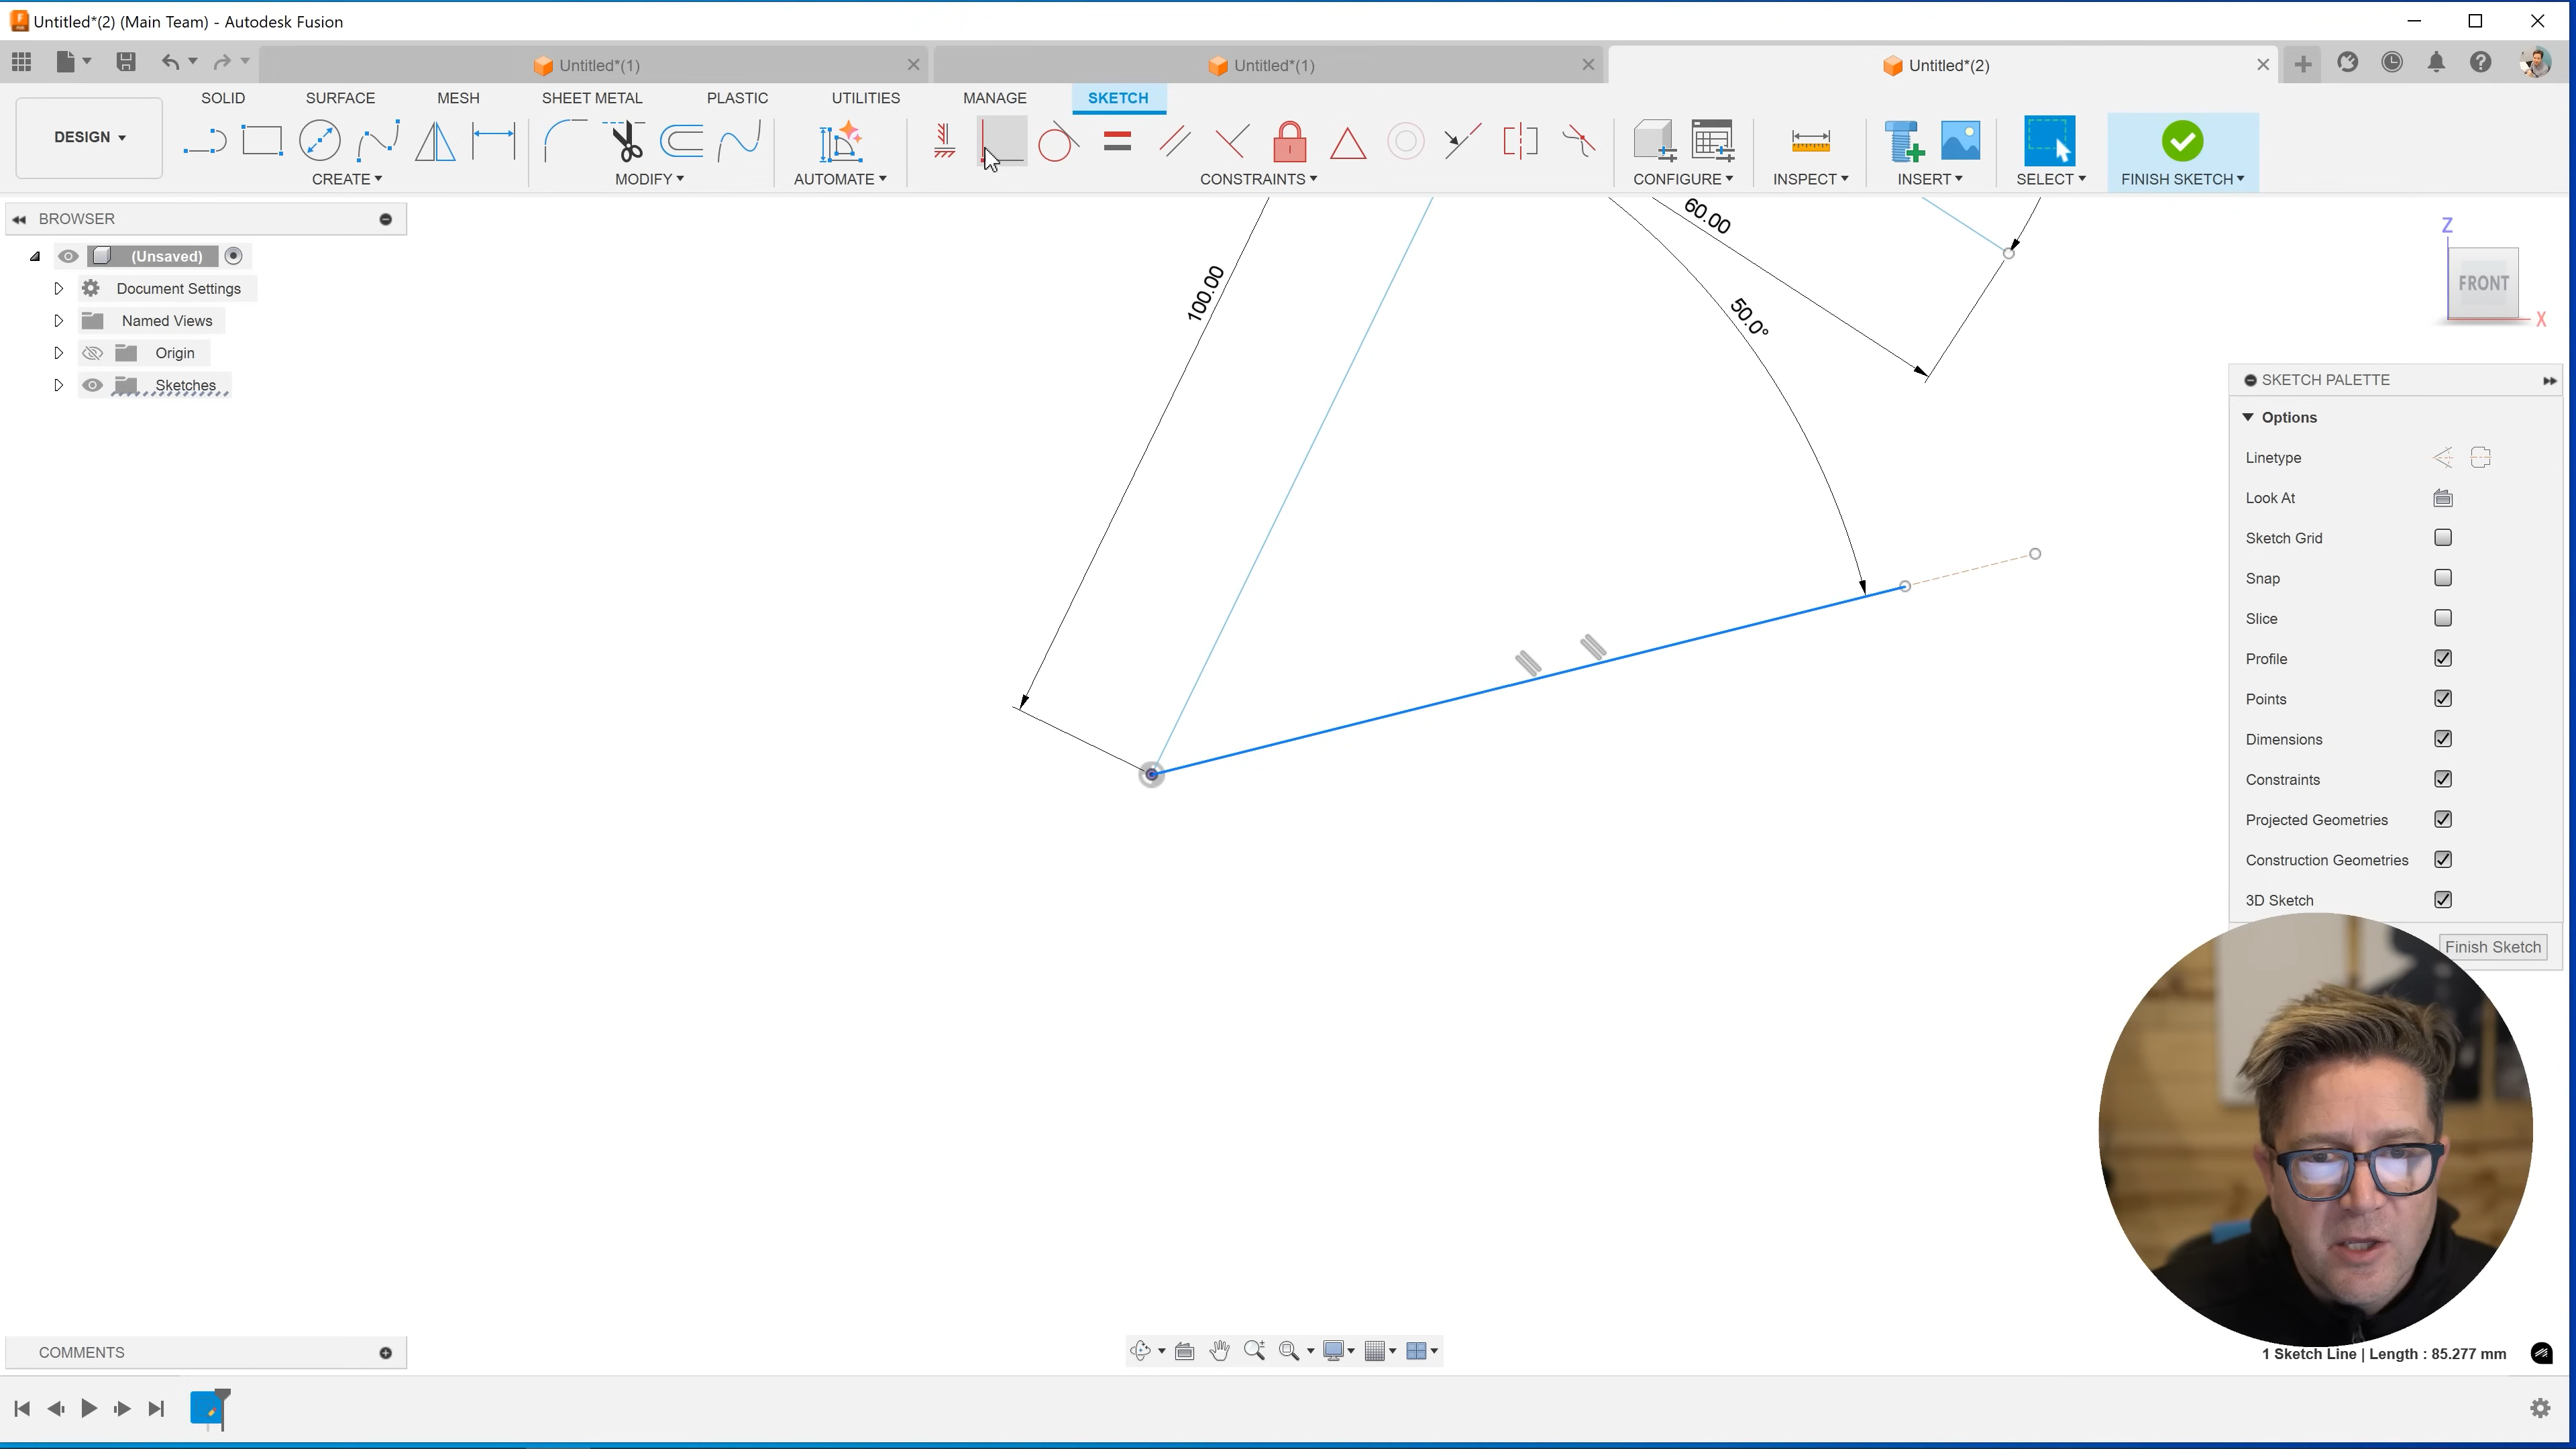 Untitled*(2) (Main Team) - Autodesk Fusion
Untitled*(1)
Untitled*(1)
Untitled*(2)
SOLID
SURFACE
MESH
SHEET METAL
PLASTIC
UTILITIES
MANAGE
SKETCH
DESIGN
CREATE
MODIFY
AUTOMATE
CONSTRAINTS
CONFIGURE
INSPECT
INSERT
SELECT
FINISH SKETCH
BROWSER
(Unsaved)
Document Settings
Named Views
Origin
Sketches
100.00
60.00
50.0°
Z
FRONT
X
SKETCH PALETTE
Options
Linetype
Look At
Sketch Grid
Snap
Slice
Profile
Points
Dimensions
Constraints
Projected Geometries
Construction Geometries
3D Sketch
Finish Sketch
COMMENTS
1 Sketch Line | Length : 85.277 mm